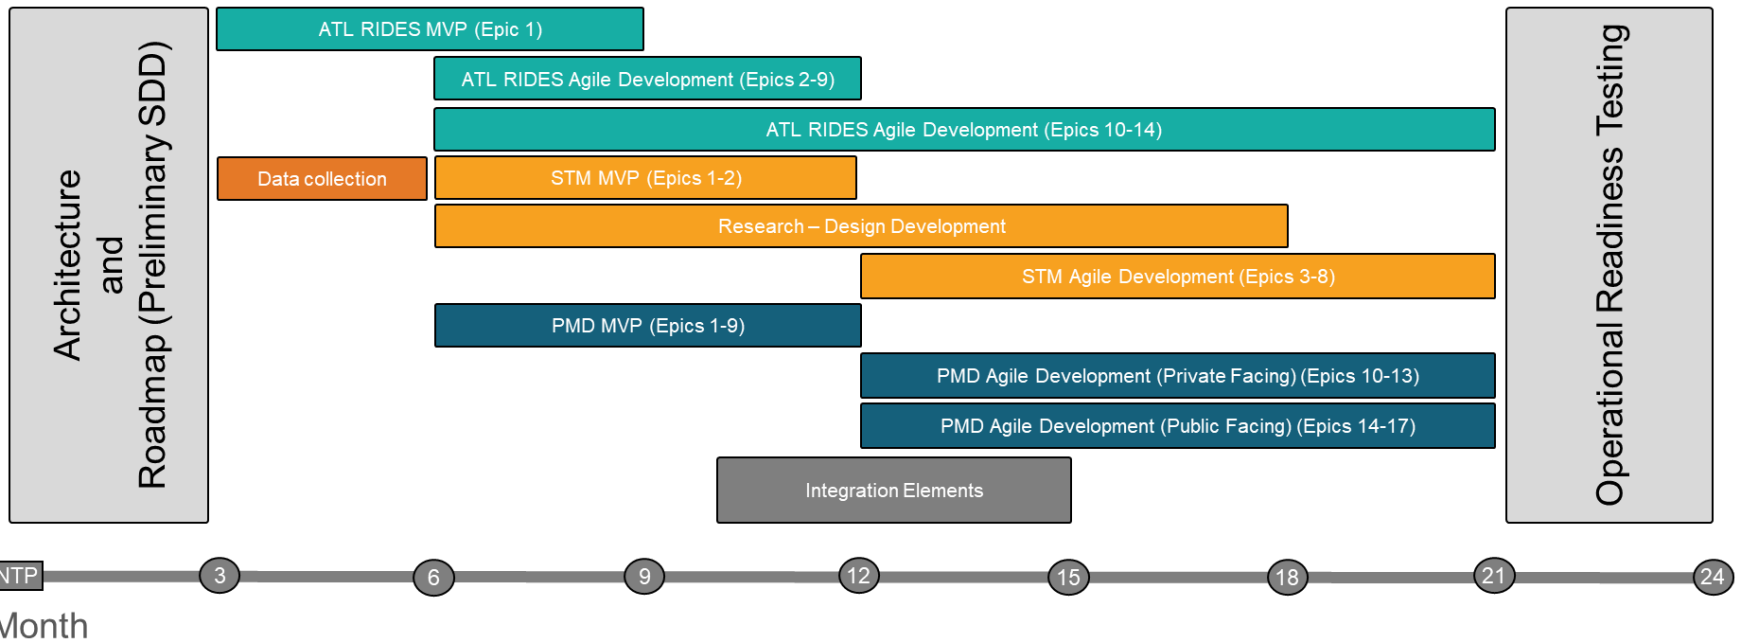 Architecture
and
Roadmap (Preliminary SDD)
ATL RIDES MVP (Epic 1)
ATL RIDES Agile Development (Epics 2-9)
ATL RIDES Agile Development (Epics 10-14)
Data collection
STM MVP (Epics 1-2)
Research – Design Development
STM Agile Development (Epics 3-8)
PMD MVP (Epics 1-9)
PMD Agile Development (Private Facing) (Epics 10-13)
PMD Agile Development (Public Facing) (Epics 14-17)
Integration Elements
Operational Readiness Testing
NTP
3
6
9
12
15
18
21
24
Month